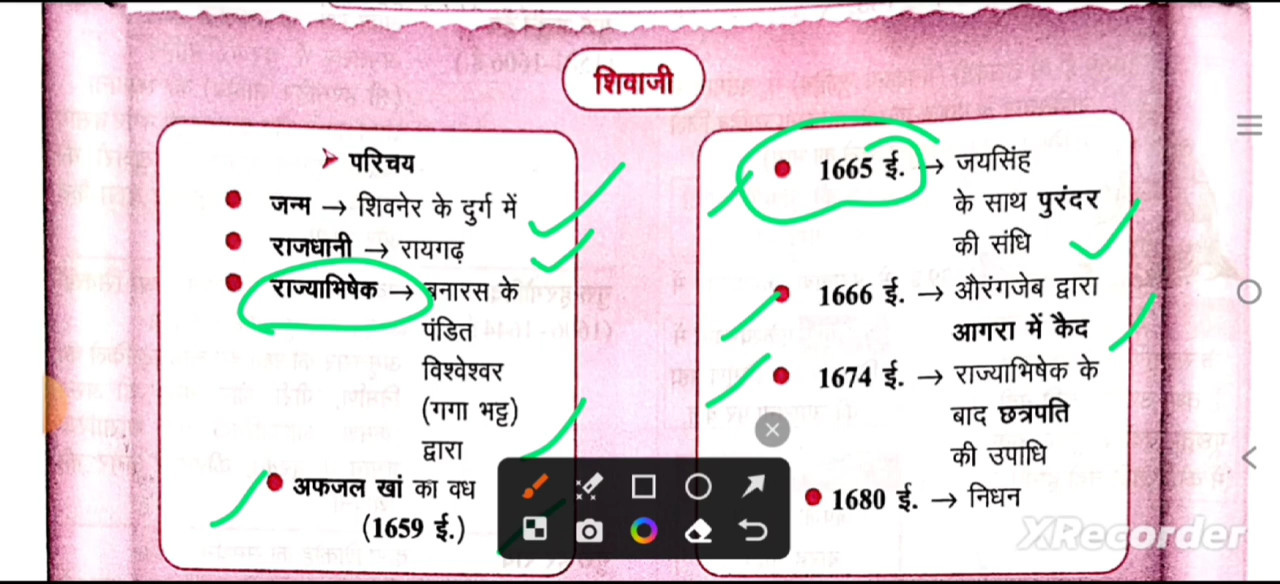 शिवाजी
➤ परिचय
● जन्म → शिवनेर के दुर्ग में
● राजधानी → रायगढ़
● राज्याभिषेक → बनारस के
पंडित
विश्वेश्वर
(गगा भट्ट)
द्वारा
● अफजल खां का वध
(1659 ई.)
● 1665 ई. → जयसिंह
के साथ पुरंदर
की संधि
● 1666 ई. → औरंगजेब द्वारा
आगरा में कैद
● 1674 ई. → राज्याभिषेक के
बाद छत्रपति
की उपाधि
● 1680 ई. → निधन
XRecorder